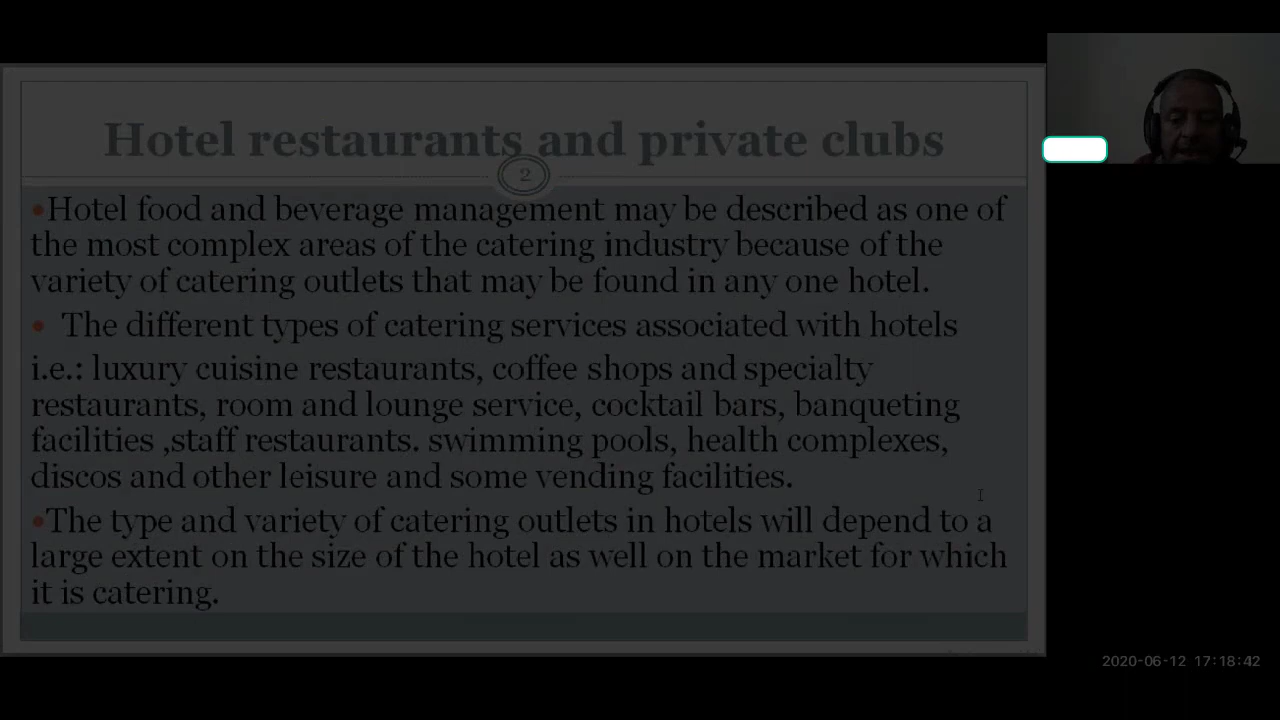 Hotel restaurants and private clubs
2
•Hotel food and beverage management may be described as one of
the most complex areas of the catering industry because of the
variety of catering outlets that may be found in any one hotel.
• The different types of catering services associated with hotels
i.e.: luxury cuisine restaurants, coffee shops and specialty
restaurants, room and lounge service, cocktail bars, banqueting
facilities ,staff restaurants. swimming pools, health complexes,
discos and other leisure and some vending facilities.
•The type and variety of catering outlets in hotels will depend to a
large extent on the size of the hotel as well on the market for which
it is catering.
2020-06-12 17:18:42